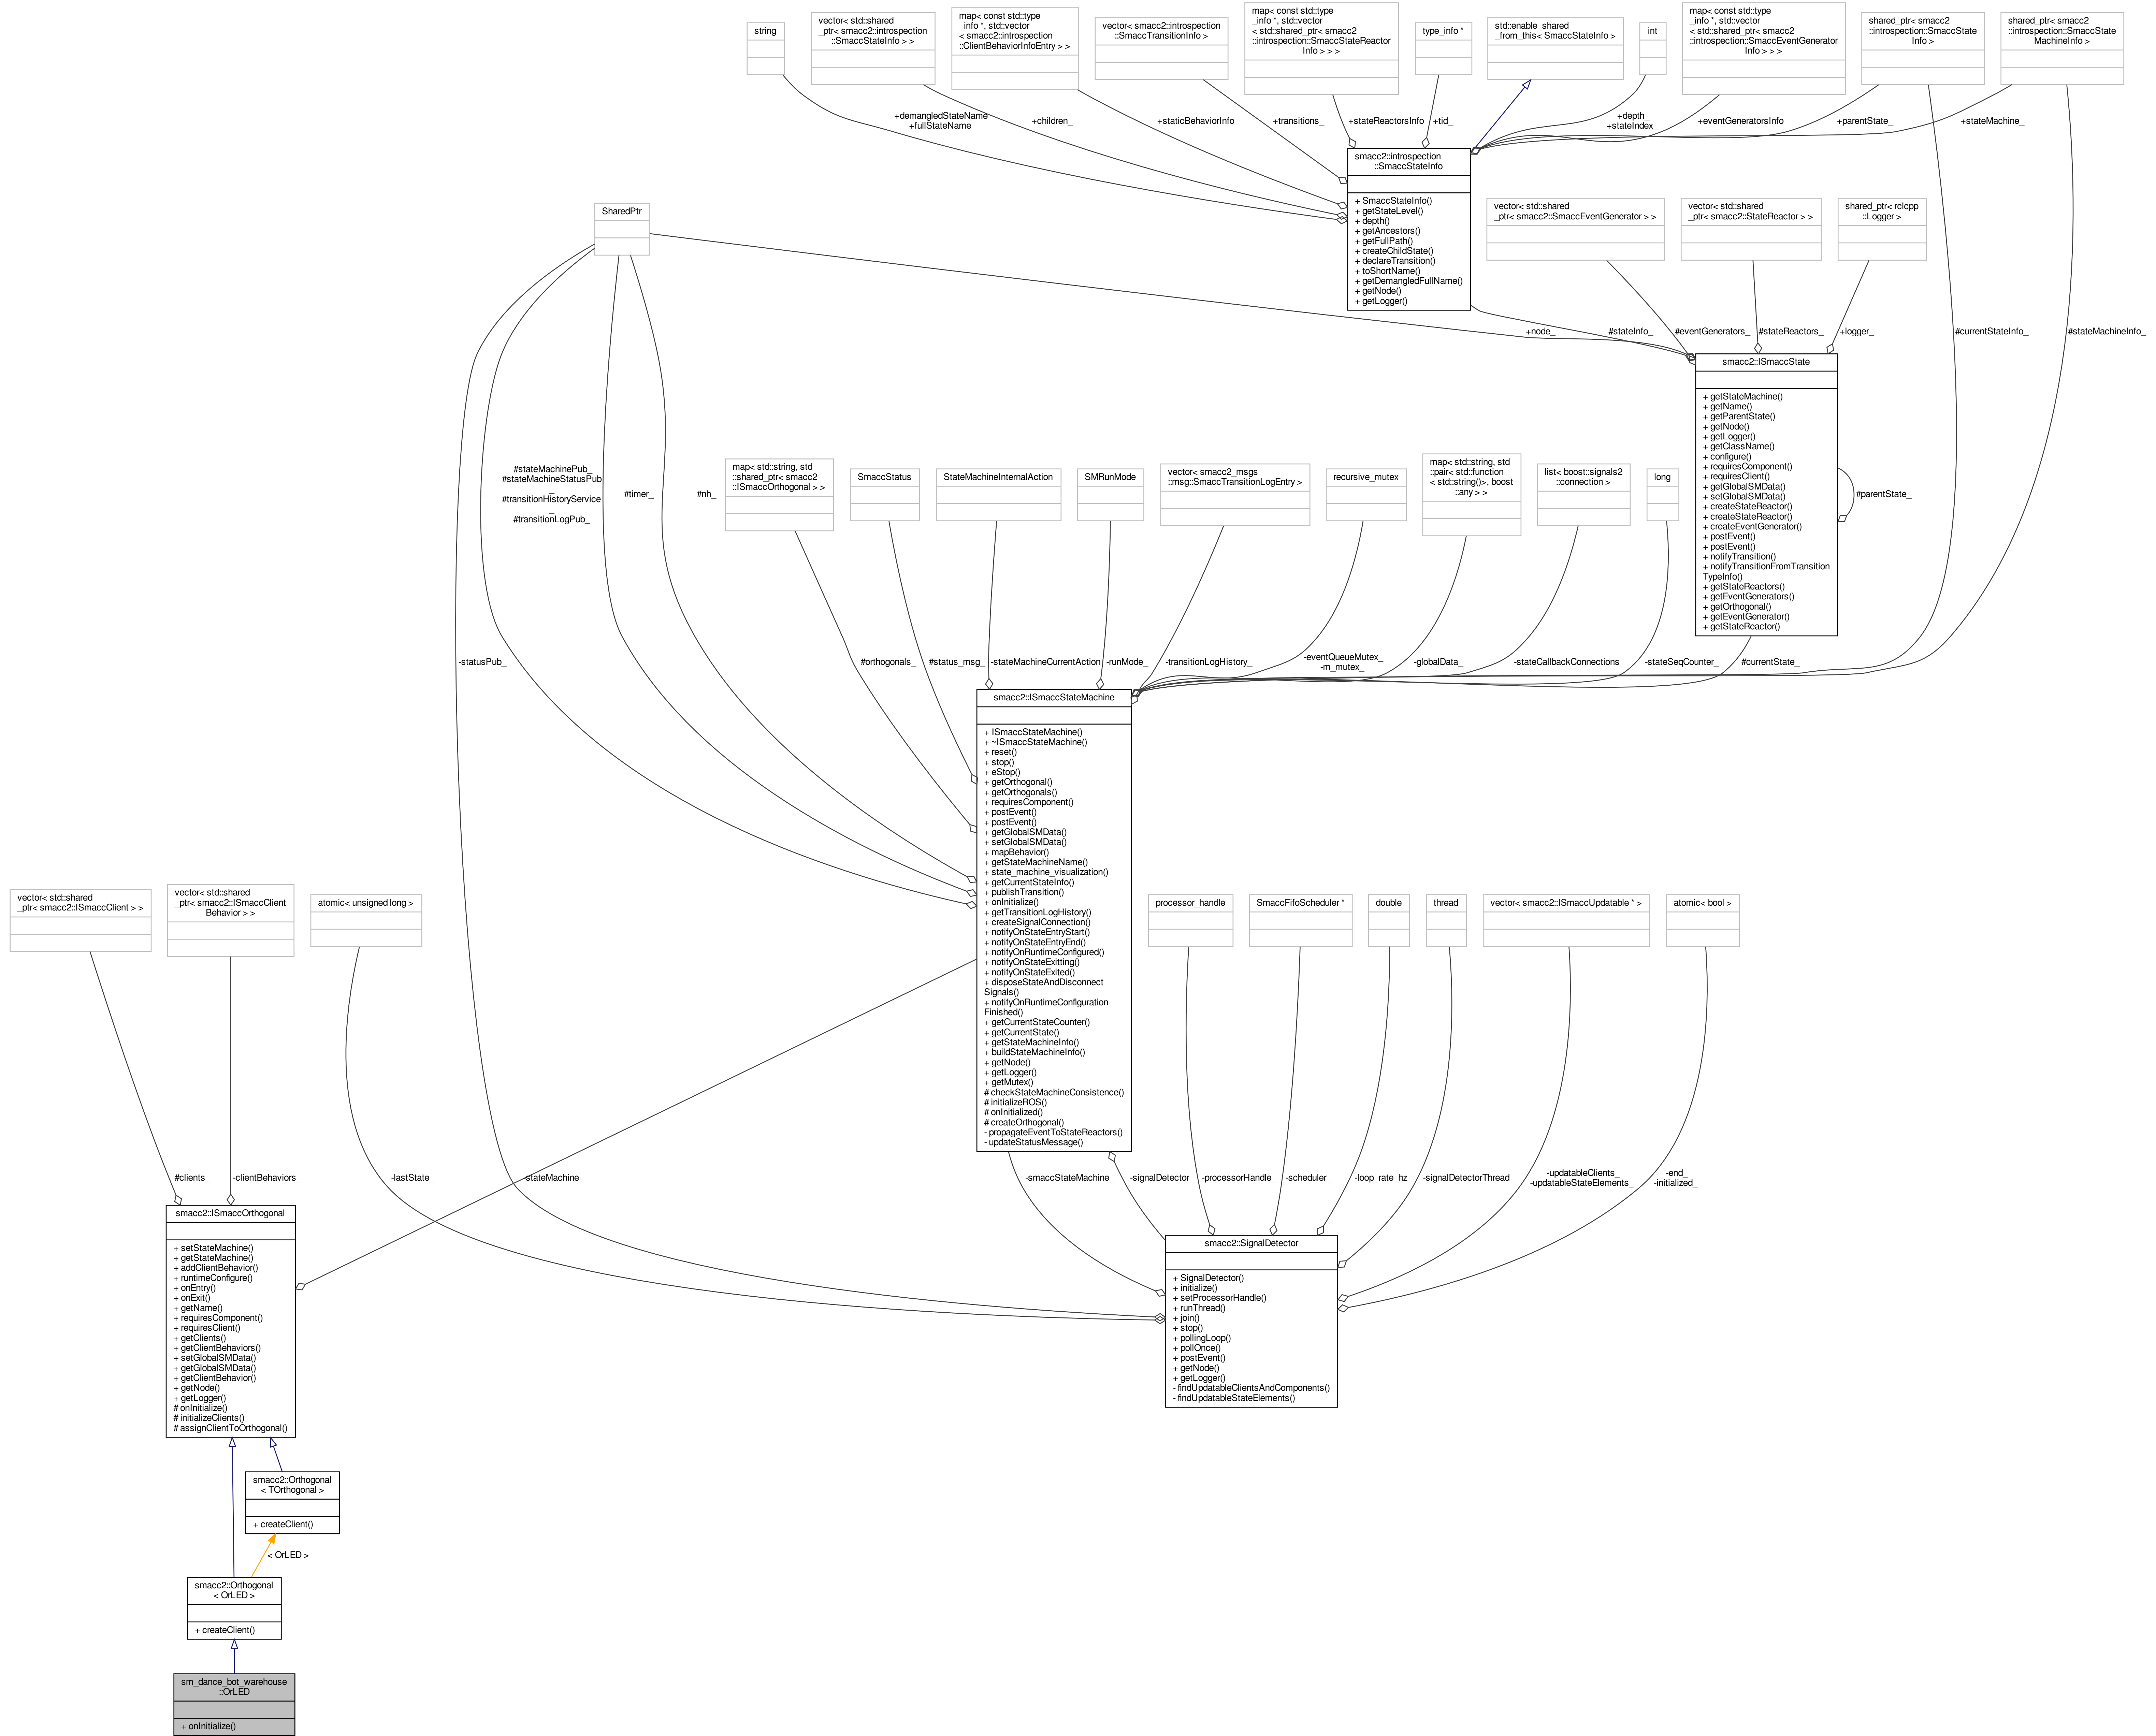 string
vector< std::shared
_ptr< smacc2::introspection
::SmaccStateInfo > >
map< const std::type
_info *, std::vector
< smacc2::introspection
::ClientBehaviorInfoEntry > >
vector< smacc2::introspection
::SmaccTransitionInfo >
map< const std::type
_info *, std::vector
< std::shared_ptr< smacc2
::introspection::SmaccStateReactor
Info > > >
type_info *
std::enable_shared
_from_this< SmaccStateInfo >
int
map< const std::type
_info *, std::vector
< std::shared_ptr< smacc2
::introspection::SmaccEventGenerator
Info > > >
shared_ptr< smacc2
::introspection::SmaccState
Info >
shared_ptr< smacc2
::introspection::SmaccState
MachineInfo >
+demangledStateName
+fullStateName
+children_
+staticBehaviorInfo
+transitions_
+stateReactorsInfo
+tid_
+depth_
+stateIndex_
+eventGeneratorsInfo
+parentState_
+stateMachine_
smacc2::introspection
::SmaccStateInfo
+ SmaccStateInfo()
+ getStateLevel()
+ depth()
+ getAncestors()
+ getFullPath()
+ createChildState()
+ declareTransition()
+ toShortName()
+ getDemangledFullName()
+ getNode()
+ getLogger()
SharedPtr
vector< std::shared
_ptr< smacc2::SmaccEventGenerator > >
vector< std::shared
_ptr< smacc2::StateReactor > >
shared_ptr< rclcpp
::Logger >
+node_
#stateInfo_
#eventGenerators_
#stateReactors_
+logger_
#currentStateInfo_
#stateMachineInfo_
smacc2::ISmaccState
+ getStateMachine()
+ getName()
+ getParentState()
+ getNode()
+ getLogger()
+ getClassName()
+ configure()
+ requiresComponent()
+ requiresClient()
+ getGlobalSMData()
+ setGlobalSMData()
+ createStateReactor()
+ createStateReactor()
+ createEventGenerator()
+ postEvent()
+ postEvent()
+ notifyTransition()
+ notifyTransitionFromTransition
TypeInfo()
+ getStateReactors()
+ getEventGenerators()
+ getOrthogonal()
+ getEventGenerator()
+ getStateReactor()
#parentState_
#stateMachinePub_
#stateMachineStatusPub
_
#transitionHistoryService
_
#transitionLogPub_
#timer_
#nh_
map< std::string, std
::shared_ptr< smacc2
::ISmaccOrthogonal > >
SmaccStatus
StateMachineInternalAction
SMRunMode
vector< smacc2_msgs
::msg::SmaccTransitionLogEntry >
recursive_mutex
map< std::string, std
::pair< std::function
< std::string()>, boost
::any > >
list< boost::signals2
::connection >
long
-statusPub_
#orthogonals_
#status_msg_
-stateMachineCurrentAction
-runMode_
-transitionLogHistory_
-eventQueueMutex_
-m_mutex_
-globalData_
-stateCallbackConnections
-stateSeqCounter_
#currentState_
smacc2::ISmaccStateMachine
+ ISmaccStateMachine()
+ ~ISmaccStateMachine()
+ reset()
+ stop()
+ eStop()
+ getOrthogonal()
+ getOrthogonals()
+ requiresComponent()
+ postEvent()
+ postEvent()
+ getGlobalSMData()
+ setGlobalSMData()
+ mapBehavior()
+ getStateMachineName()
+ state_machine_visualization()
+ getCurrentStateInfo()
+ publishTransition()
+ onInitialize()
+ getTransitionLogHistory()
+ createSignalConnection()
+ notifyOnStateEntryStart()
+ notifyOnStateEntryEnd()
+ notifyOnRuntimeConfigured()
+ notifyOnStateExitting()
+ notifyOnStateExited()
+ disposeStateAndDisconnect
Signals()
+ notifyOnRuntimeConfiguration
Finished()
+ getCurrentStateCounter()
+ getCurrentState()
+ getStateMachineInfo()
+ buildStateMachineInfo()
+ getNode()
+ getLogger()
+ getMutex()
# checkStateMachineConsistence()
# initializeROS()
# onInitialized()
# createOrthogonal()
- propagateEventToStateReactors()
- updateStatusMessage()
vector< std::shared
_ptr< smacc2::ISmaccClient > >
vector< std::shared
_ptr< smacc2::ISmaccClient
Behavior > >
atomic< unsigned long >
processor_handle
SmaccFifoScheduler *
double
thread
vector< smacc2::ISmaccUpdatable * >
atomic< bool >
#clients_
-clientBehaviors_
-lastState_
-stateMachine_
-smaccStateMachine_
-signalDetector_
-processorHandle_
-scheduler_
-loop_rate_hz
-signalDetectorThread_
-updatableClients_
-updatableStateElements_
-end_
-initialized_
smacc2::ISmaccOrthogonal
+ setStateMachine()
+ getStateMachine()
+ addClientBehavior()
+ runtimeConfigure()
+ onEntry()
+ onExit()
+ getName()
+ requiresComponent()
+ requiresClient()
+ getClients()
+ getClientBehaviors()
+ setGlobalSMData()
+ getGlobalSMData()
+ getClientBehavior()
+ getNode()
+ getLogger()
# onInitialize()
# initializeClients()
# assignClientToOrthogonal()
smacc2::SignalDetector
+ SignalDetector()
+ initialize()
+ setProcessorHandle()
+ runThread()
+ join()
+ stop()
+ pollingLoop()
+ pollOnce()
+ postEvent()
+ getNode()
+ getLogger()
- findUpdatableClientsAndComponents()
- findUpdatableStateElements()
smacc2::Orthogonal
< TOrthogonal >
+ createClient()
< OrLED >
smacc2::Orthogonal
< OrLED >
+ createClient()
sm_dance_bot_warehouse
::OrLED
+ onInitialize()